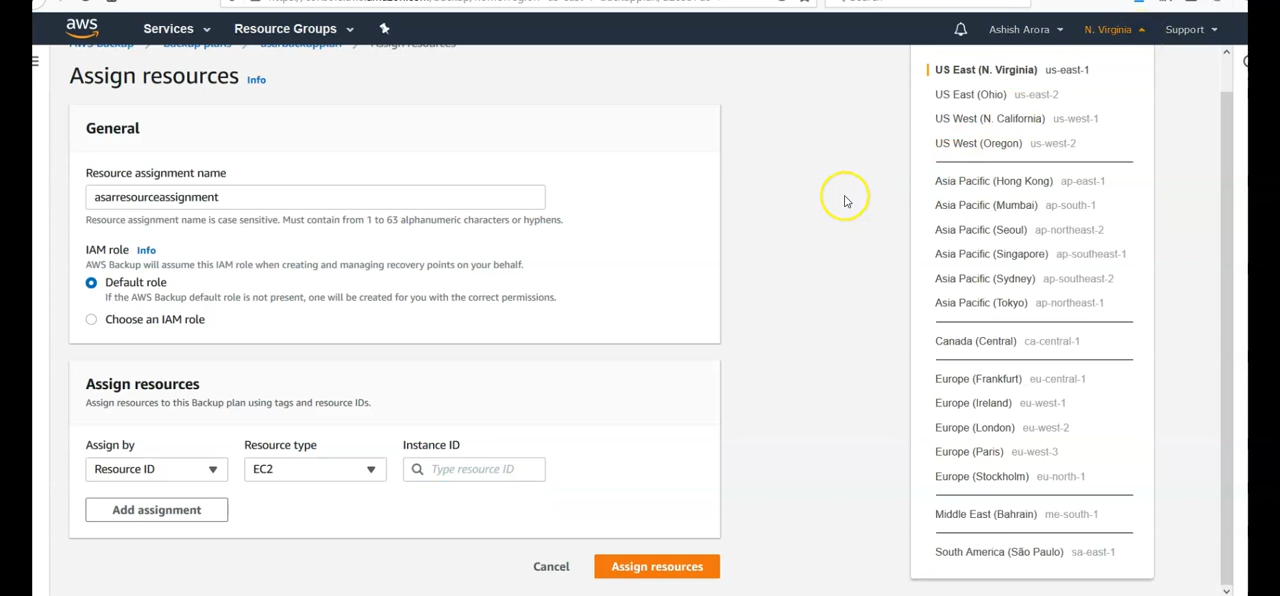 aws
Services
Resource Groups
Ashish Arora
N. Virginia
Support
AWS Backup
Backup plans
asarbackupplan
Assign resources
Assign resources Info
General
Resource assignment name
asarresourceassignment
Resource assignment name is case sensitive. Must contain from 1 to 63 alphanumeric characters or hyphens.
IAM role Info
AWS Backup will assume this IAM role when creating and managing recovery points on your behalf.
Default role
If the AWS Backup default role is not present, one will be created for you with the correct permissions.
Choose an IAM role
Assign resources
Assign resources to this Backup plan using tags and resource IDs.
Assign by Resource type Instance ID
Resource ID EC2 Type resource ID
Add assignment
Cancel Assign resources
US East (N. Virginia) us-east-1
US East (Ohio) us-east-2
US West (N. California) us-west-1
US West (Oregon) us-west-2
Asia Pacific (Hong Kong) ap-east-1
Asia Pacific (Mumbai) ap-south-1
Asia Pacific (Seoul) ap-northeast-2
Asia Pacific (Singapore) ap-southeast-1
Asia Pacific (Sydney) ap-southeast-2
Asia Pacific (Tokyo) ap-northeast-1
Canada (Central) ca-central-1
Europe (Frankfurt) eu-central-1
Europe (Ireland) eu-west-1
Europe (London) eu-west-2
Europe (Paris) eu-west-3
Europe (Stockholm) eu-north-1
Middle East (Bahrain) me-south-1
South America (São Paulo) sa-east-1